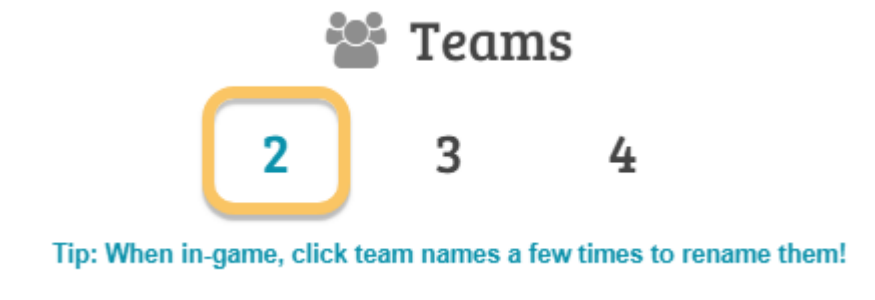 Teams
2 3 4
Tip: When in-game, click team names a few times to rename them!